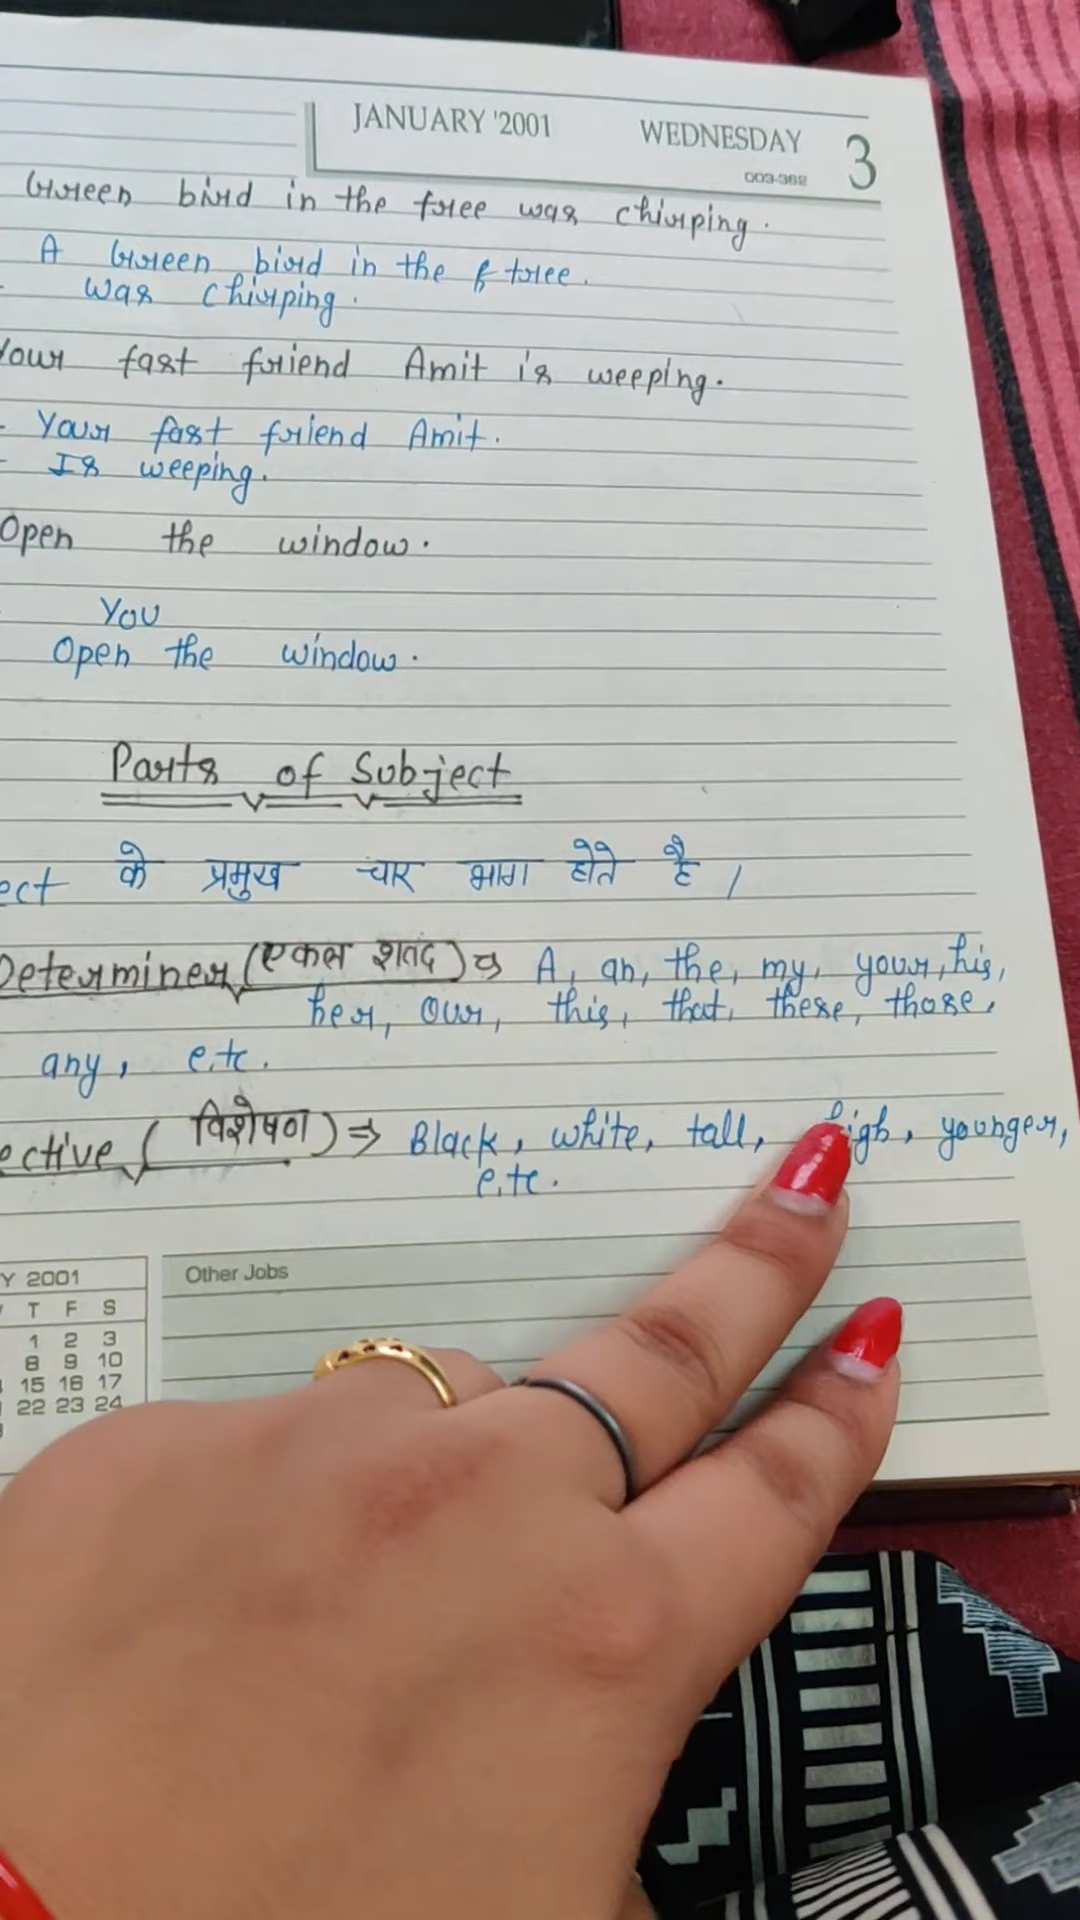 JANUARY '2001 WEDNESDAY 3
003-362
Green bird in the tree was chirping.
A Green bird in the tree.
was chirping.
Your fast friend Amit is weeping.
- Your fast friend Amit.
- Is weeping.
Open the window.
You
Open the window.
Parts of Subject
ect के प्रमुख चार भाग होते है /
Determiner ( ) ⇒ A, an, the, my, your, his,
her, our, this, that, these, those,
any, e.tc.
ective ( विशेषण ) ⇒ Black, white, tall, high, younger,
e.tc.
Y 2001
T F S
1 2 3
8 9 10
15 16 17
22 23 24
Other Jobs